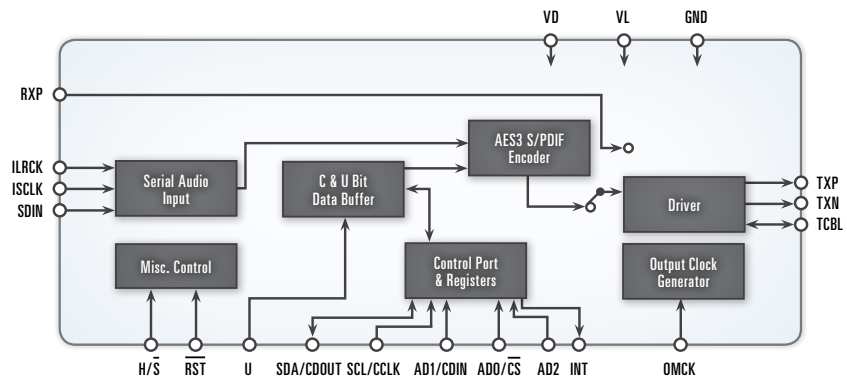 VD VL GND
RXP
AES3 S/PDIF
Encoder
ILRCK
ISCLK
SDIN
Serial Audio
Input
C & U Bit
Data Buffer
Driver
TXP
TXN
TCBL
Misc. Control
Control Port
& Registers
Output Clock
Generator
H/S̅ R̅S̅T̅ U SDA/CDOUT SCL/CCLK AD1/CDIN AD0/C̅S̅ AD2 INT OMCK